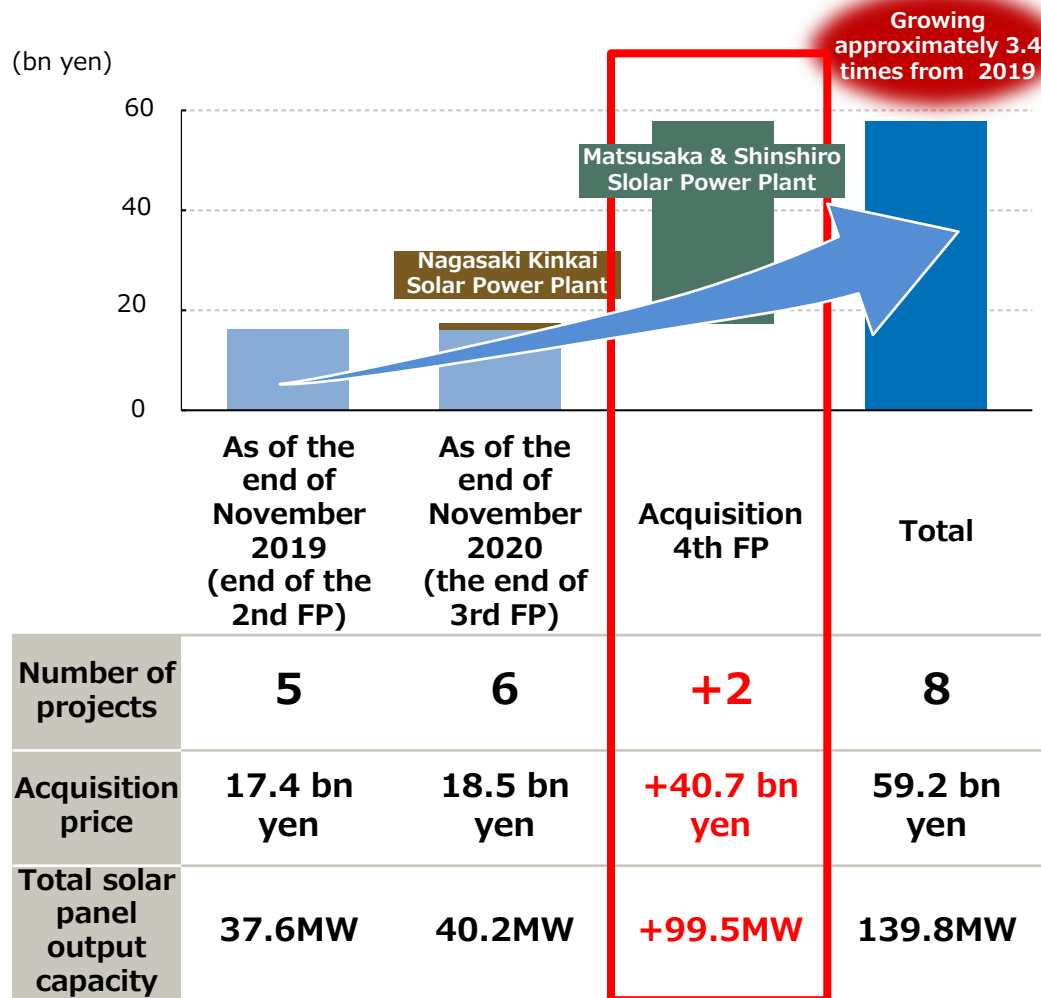 Growing
approximately 3.4
times from 2019
(bn yen)
60
40
20
0
Matsusaka & Shinshiro
Slolar Power Plant
Nagasaki Kinkai
Solar Power Plant
As of the
end of
November
2019
(end of the
2nd FP)
As of the
end of
November
2020
(the end of
3rd FP)
Acquisition
4th FP
Total
Number of
projects
5
6
+2
8
Acquisition
price
17.4 bn
yen
18.5 bn
yen
+40.7 bn
yen
59.2 bn
yen
Total solar
panel
output
capacity
37.6MW
40.2MW
+99.5MW
139.8MW